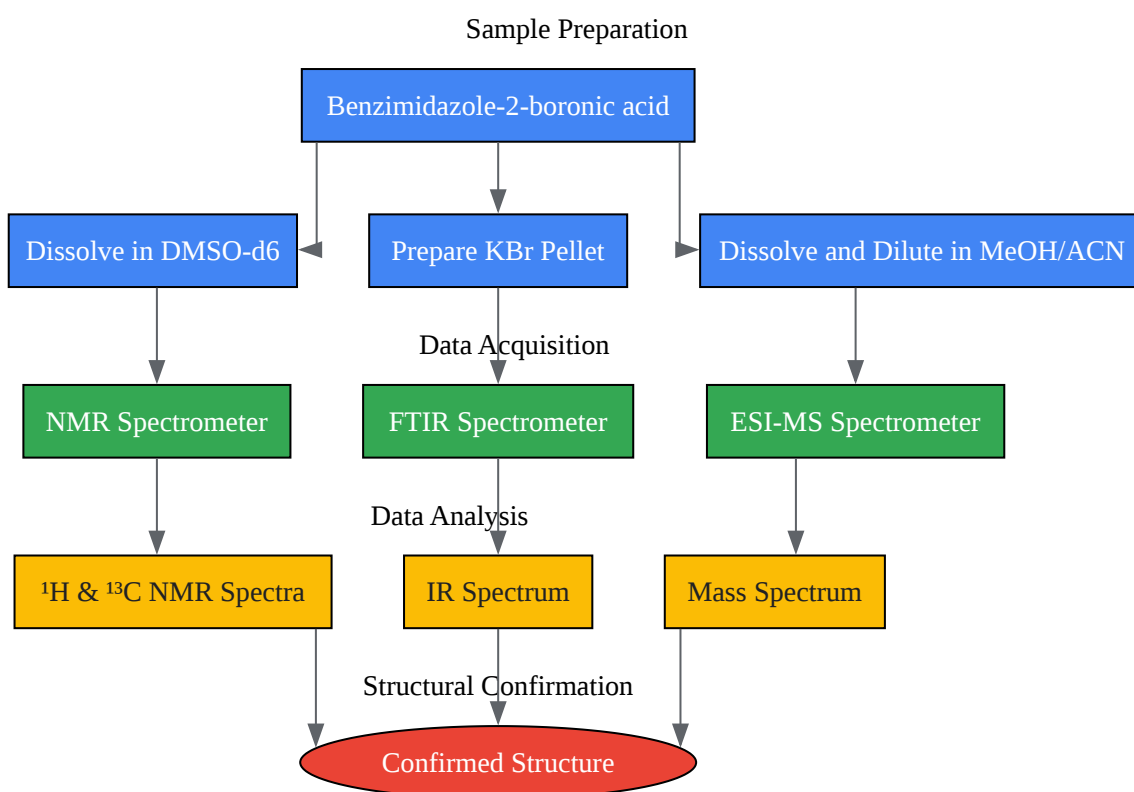 Sample Preparation
Benzimidazole-2-boronic acid
Dissolve in DMSO-d6
Prepare KBr Pellet
Dissolve and Dilute in MeOH/ACN
Data Acquisition
NMR Spectrometer
FTIR Spectrometer
ESI-MS Spectrometer
Data Analysis
¹H & ¹³C NMR Spectra
IR Spectrum
Mass Spectrum
Structural Confirmation
Confirmed Structure